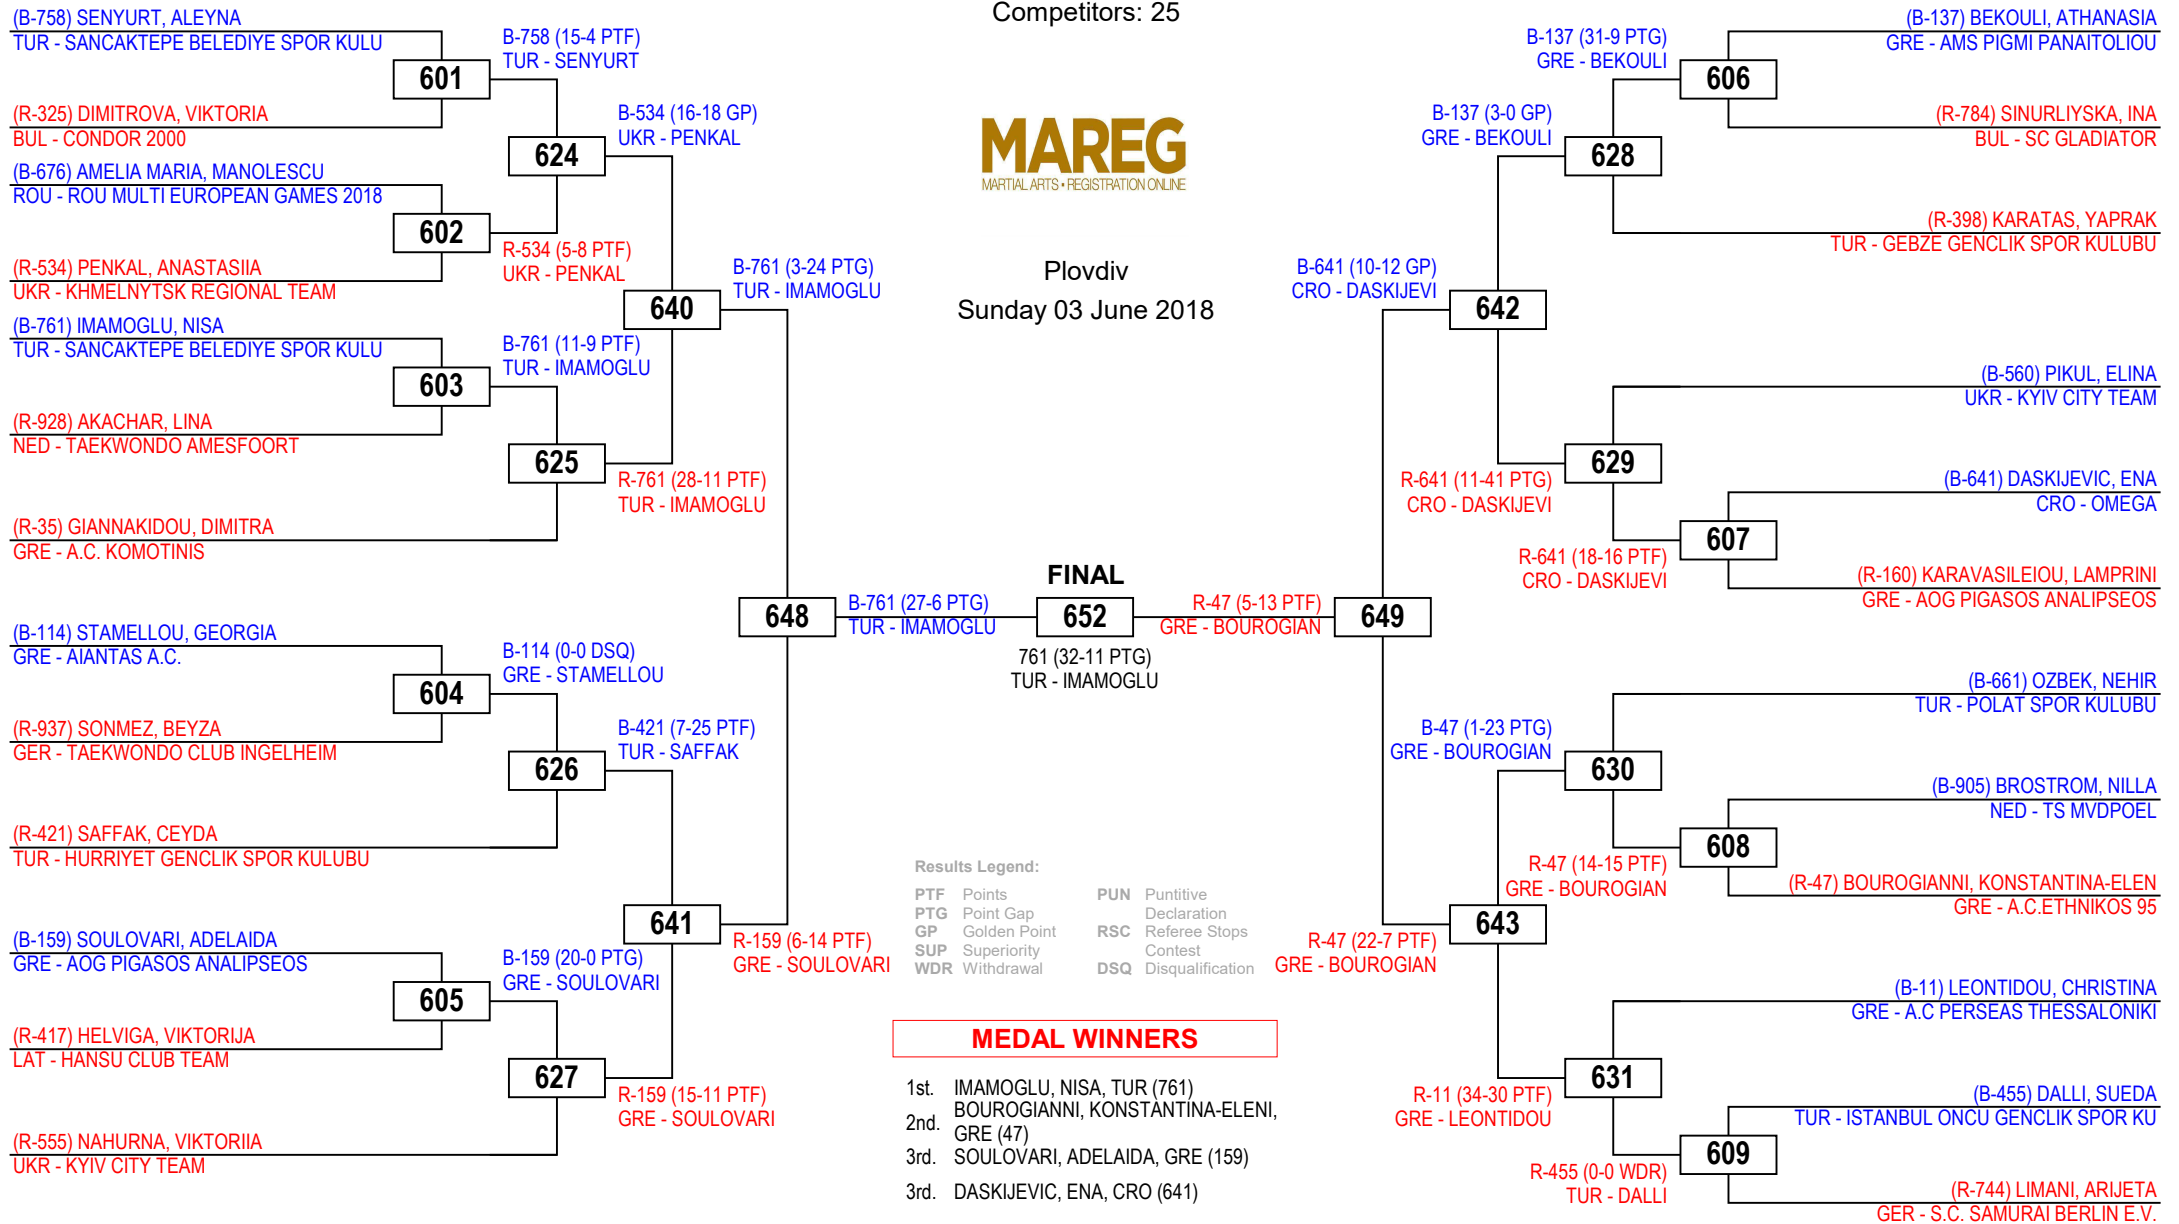 Competitors: 25
MAREG
MARTIAL ARTS • REGISTRATION ONLINE
Plovdiv
Sunday 03 June 2018
(B-758) SENYURT, ALEYNA
TUR - SANCAKTEPE BELEDIYE SPOR KULU
601
(R-325) DIMITROVA, VIKTORIA
BUL - CONDOR 2000
(B-676) AMELIA MARIA, MANOLESCU
ROU - ROU MULTI EUROPEAN GAMES 2018
602
(R-534) PENKAL, ANASTASIIA
UKR - KHMELNYTSK REGIONAL TEAM
(B-761) IMAMOGLU, NISA
TUR - SANCAKTEPE BELEDIYE SPOR KULU
603
(R-928) AKACHAR, LINA
NED - TAEKWONDO AMESFOORT
(R-35) GIANNAKIDOU, DIMITRA
GRE - A.C. KOMOTINIS
(B-114) STAMELLOU, GEORGIA
GRE - AIANTAS A.C.
604
(R-937) SONMEZ, BEYZA
GER - TAEKWONDO CLUB INGELHEIM
(R-421) SAFFAK, CEYDA
TUR - HURRIYET GENCLIK SPOR KULUBU
(B-159) SOULOVARI, ADELAIDA
GRE - AOG PIGASOS ANALIPSEOS
605
(R-417) HELVIGA, VIKTORIJA
LAT - HANSU CLUB TEAM
(R-555) NAHURNA, VIKTORIIA
UKR - KYIV CITY TEAM
B-758 (15-4 PTF)
TUR - SENYURT
624
R-534 (5-8 PTF)
UKR - PENKAL
B-761 (11-9 PTF)
TUR - IMAMOGLU
625
B-114 (0-0 DSQ)
GRE - STAMELLOU
626
B-159 (20-0 PTG)
GRE - SOULOVARI
627
B-534 (16-18 GP)
UKR - PENKAL
640
R-761 (28-11 PTF)
TUR - IMAMOGLU
B-421 (7-25 PTF)
TUR - SAFFAK
641
R-159 (15-11 PTF)
GRE - SOULOVARI
B-761 (3-24 PTG)
TUR - IMAMOGLU
648
R-159 (6-14 PTF)
GRE - SOULOVARI
B-761 (27-6 PTG)
TUR - IMAMOGLU
FINAL
652
761 (32-11 PTG)
TUR - IMAMOGLU
R-47 (5-13 PTF)
GRE - BOUROGIAN
649
B-641 (10-12 GP)
CRO - DASKIJEVI
642
R-47 (22-7 PTF)
GRE - BOUROGIAN
643
B-137 (3-0 GP)
GRE - BEKOULI
628
R-641 (11-41 PTG)
CRO - DASKIJEVI
629
B-47 (1-23 PTG)
GRE - BOUROGIAN
630
R-11 (34-30 PTF)
GRE - LEONTIDOU
631
B-137 (31-9 PTG)
GRE - BEKOULI
606
R-641 (18-16 PTF)
CRO - DASKIJEVI
607
R-47 (14-15 PTF)
GRE - BOUROGIAN
608
R-455 (0-0 WDR)
TUR - DALLI
609
(B-137) BEKOULI, ATHANASIA
GRE - AMS PIGMI PANAITOLIOU
(R-784) SINURLIYSKA, INA
BUL - SC GLADIATOR
(R-398) KARATAS, YAPRAK
TUR - GEBZE GENCLIK SPOR KULUBU
(B-560) PIKUL, ELINA
UKR - KYIV CITY TEAM
(B-641) DASKIJEVIC, ENA
CRO - OMEGA
(R-160) KARAVASILEIOU, LAMPRINI
GRE - AOG PIGASOS ANALIPSEOS
(B-661) OZBEK, NEHIR
TUR - POLAT SPOR KULUBU
(B-905) BROSTROM, NILLA
NED - TS MVDPOEL
(R-47) BOUROGIANNI, KONSTANTINA-ELEN
GRE - A.C.ETHNIKOS 95
(B-11) LEONTIDOU, CHRISTINA
GRE - A.C PERSEAS THESSALONIKI
(B-455) DALLI, SUEDA
TUR - ISTANBUL ONCU GENCLIK SPOR KU
(R-744) LIMANI, ARIJETA
GER - S.C. SAMURAI BERLIN E.V.
Results Legend:
PTF Points
PTG Point Gap
GP Golden Point
SUP Superiority
WDR Withdrawal
PUN Puntitive
Declaration
RSC Referee Stops
Contest
DSQ Disqualification
MEDAL WINNERS
1st. IMAMOGLU, NISA, TUR (761)
2nd. BOUROGIANNI, KONSTANTINA-ELENI,
GRE (47)
3rd. SOULOVARI, ADELAIDA, GRE (159)
3rd. DASKIJEVIC, ENA, CRO (641)